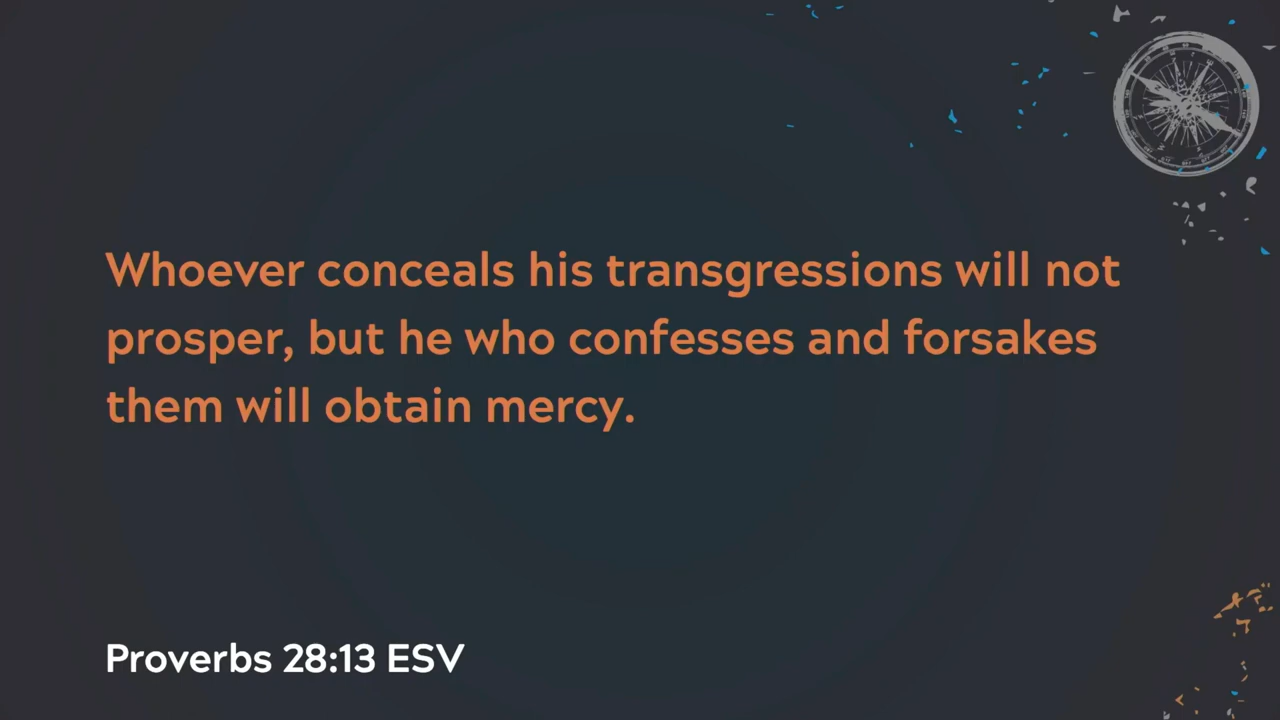 Whoever conceals his transgressions will not
prosper, but he who confesses and forsakes
them will obtain mercy.
Proverbs 28:13 ESV